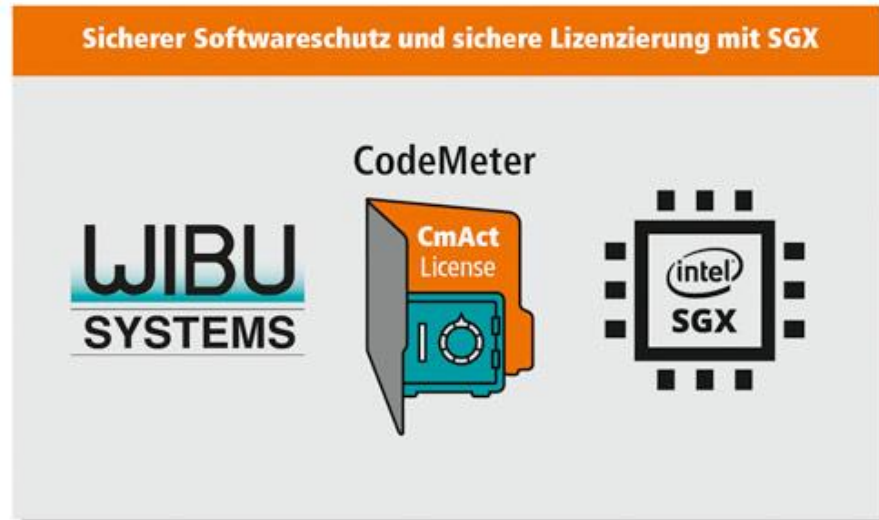 Sicherer Softwareschutz und sichere Lizenzierung mit SGX
CodeMeter
WIBU
SYSTEMS
CmAct
License
intel
SGX